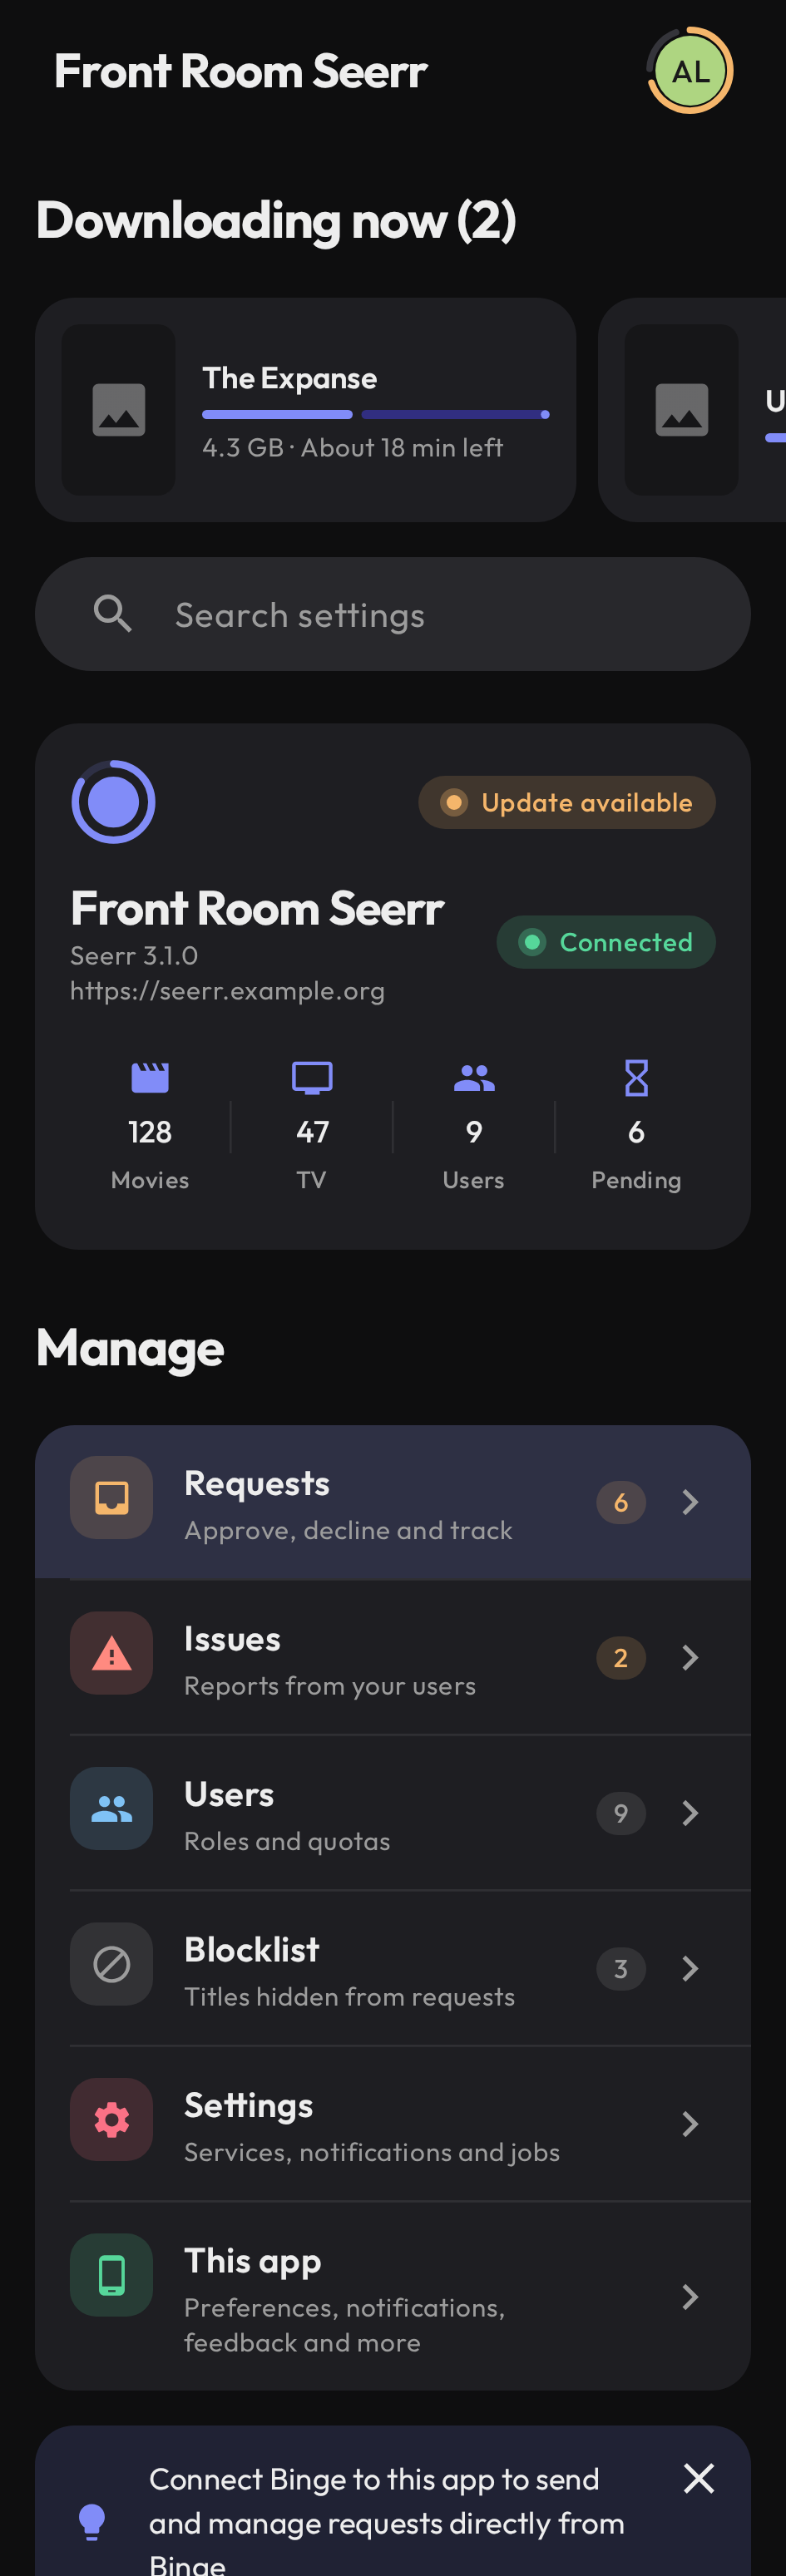 Front Room Seerr
AL
Downloading now (2)
The Expanse
4.3 GB · About 18 min left
U
Search settings
Update available
Front Room Seerr
Seerr 3.1.0
https://seerr.example.org
Connected
128
47
9
6
Movies
TV
Users
Pending
Manage
Requests
Approve, decline and track
6
Issues
Reports from your users
2
Users
Roles and quotas
9
Blocklist
Titles hidden from requests
3
Settings
Services, notifications and jobs
This app
Preferences, notifications,
feedback and more
Connect Binge to this app to send
and manage requests directly from
Binge